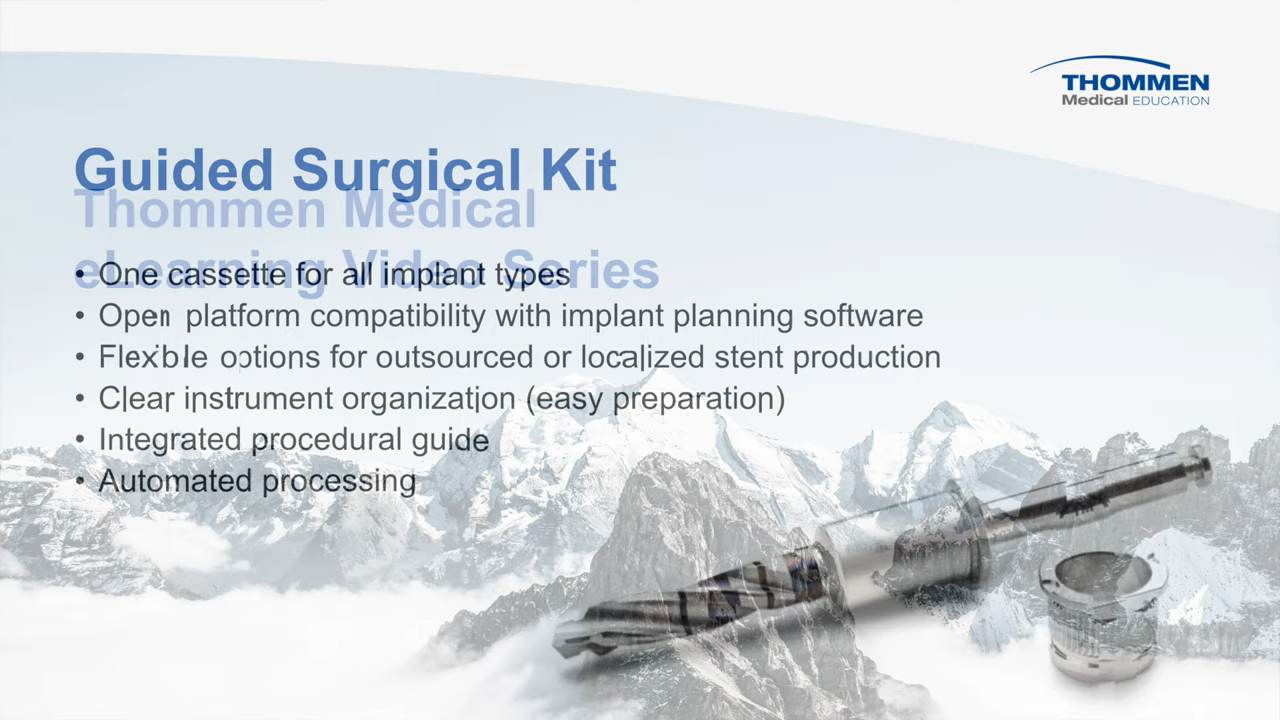 THOMMEN
Medical EDUCATION
Guided Surgical Kit
Thommen Medical
eLearning Video Series
• One cassette for all implant types
• Open platform compatibility with implant planning software
• Flexible options for outsourced or localized stent production
• Clear instrument organization (easy preparation)
• Integrated procedural guide
• Automated processing